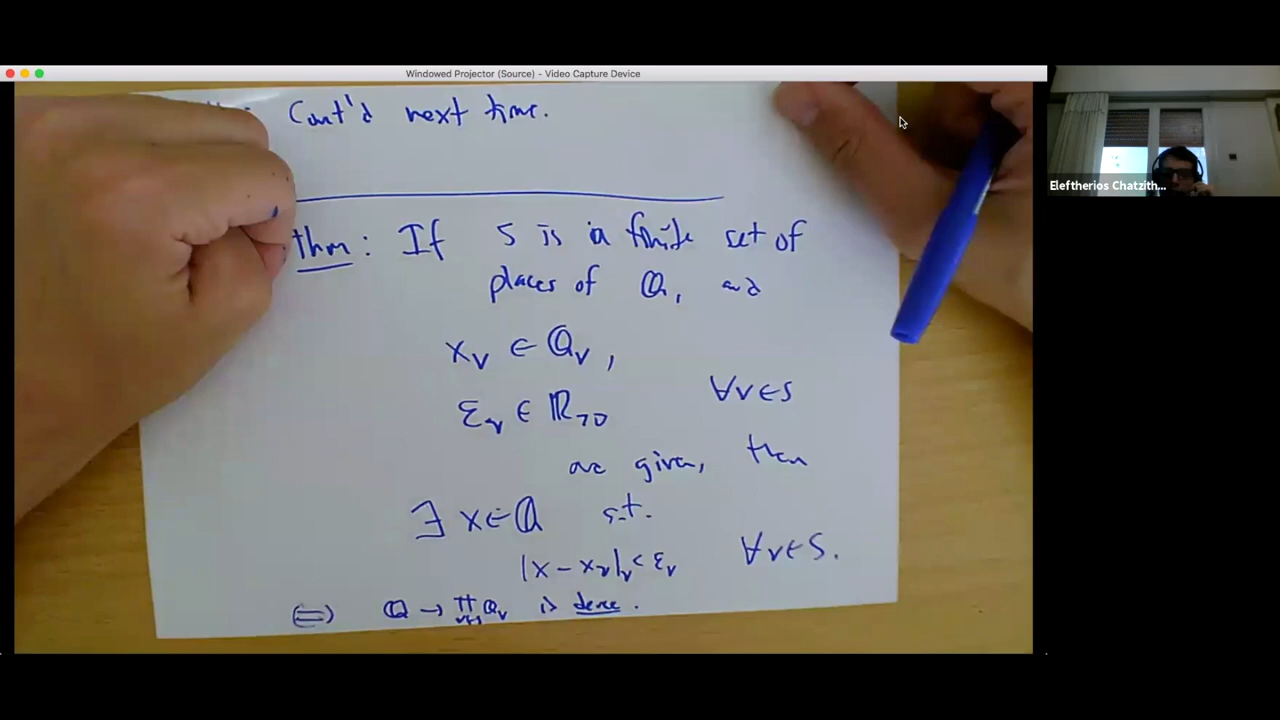 Windowed Projector (Source) - Video Capture Device
Cont'd next time.
Eleftherios Chatzith...
thm: If S is a finite set of
places of ℚ, and
x_v ∈ ℚ_v,
ε_v ∈ ℝ_{>0} ∀v∈S
are given, then
∃ x∈ℚ s.t.
|x - x_v|_v < ε_v ∀v∈S.
⟺ ℚ → ∏_{v∈S} ℚ_v is dense.